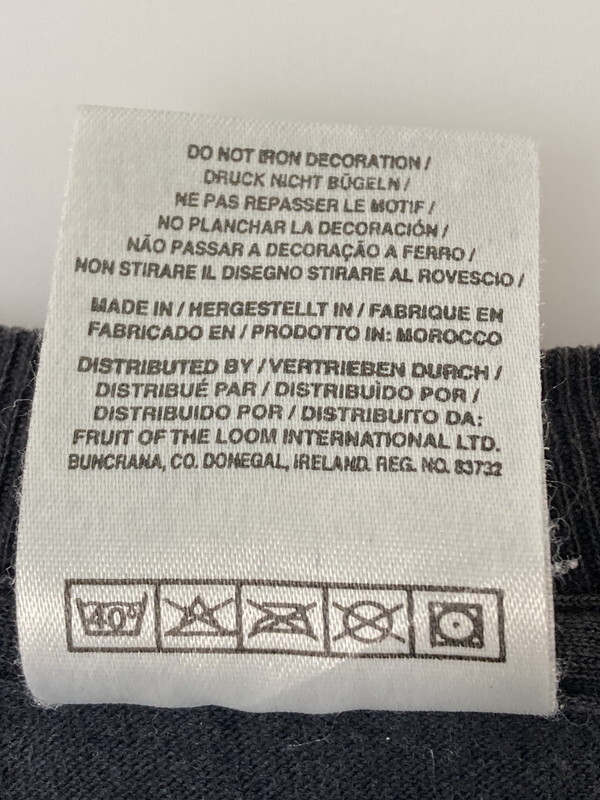 DO NOT IRON DECORATION /
DRUCK NICHT BÜGELN /
NE PAS REPASSER LE MOTIF /
NO PLANCHAR LA DECORACIÓN /
NÃO PASSAR A DECORAÇÃO A FERRO /
NON STIRARE IL DISEGNO STIRARE AL ROVESCIO /
MADE IN / HERGESTELLT IN / FABRIQUE EN
FABRICADO EN / PRODOTTO IN: MOROCCO
DISTRIBUTED BY / VERTRIEBEN DURCH /
DISTRIBUÉ PAR / DISTRIBUÌDO POR /
DISTRIBUIDO POR / DISTRIBUITO DA:
FRUIT OF THE LOOM INTERNATIONAL LTD.
BUNCRANA, CO. DONEGAL, IRELAND. REG. NO. 83732
40°